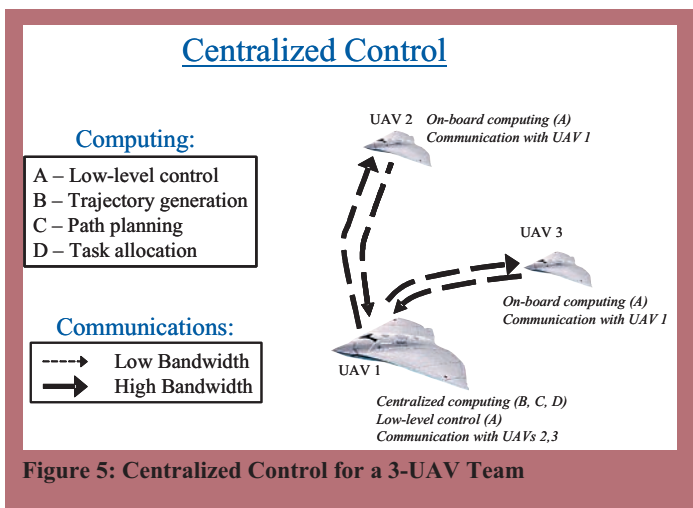 Centralized Control
Computing:
A – Low-level control
B – Trajectory generation
C – Path planning
D – Task allocation
Communications:
Low Bandwidth
High Bandwidth
UAV 2
On-board computing (A)
Communication with UAV 1
UAV 3
On-board computing (A)
Communication with UAV 1
UAV 1
Centralized computing (B, C, D)
Low-level control (A)
Communication with UAVs 2,3
Figure 5: Centralized Control for a 3-UAV Team